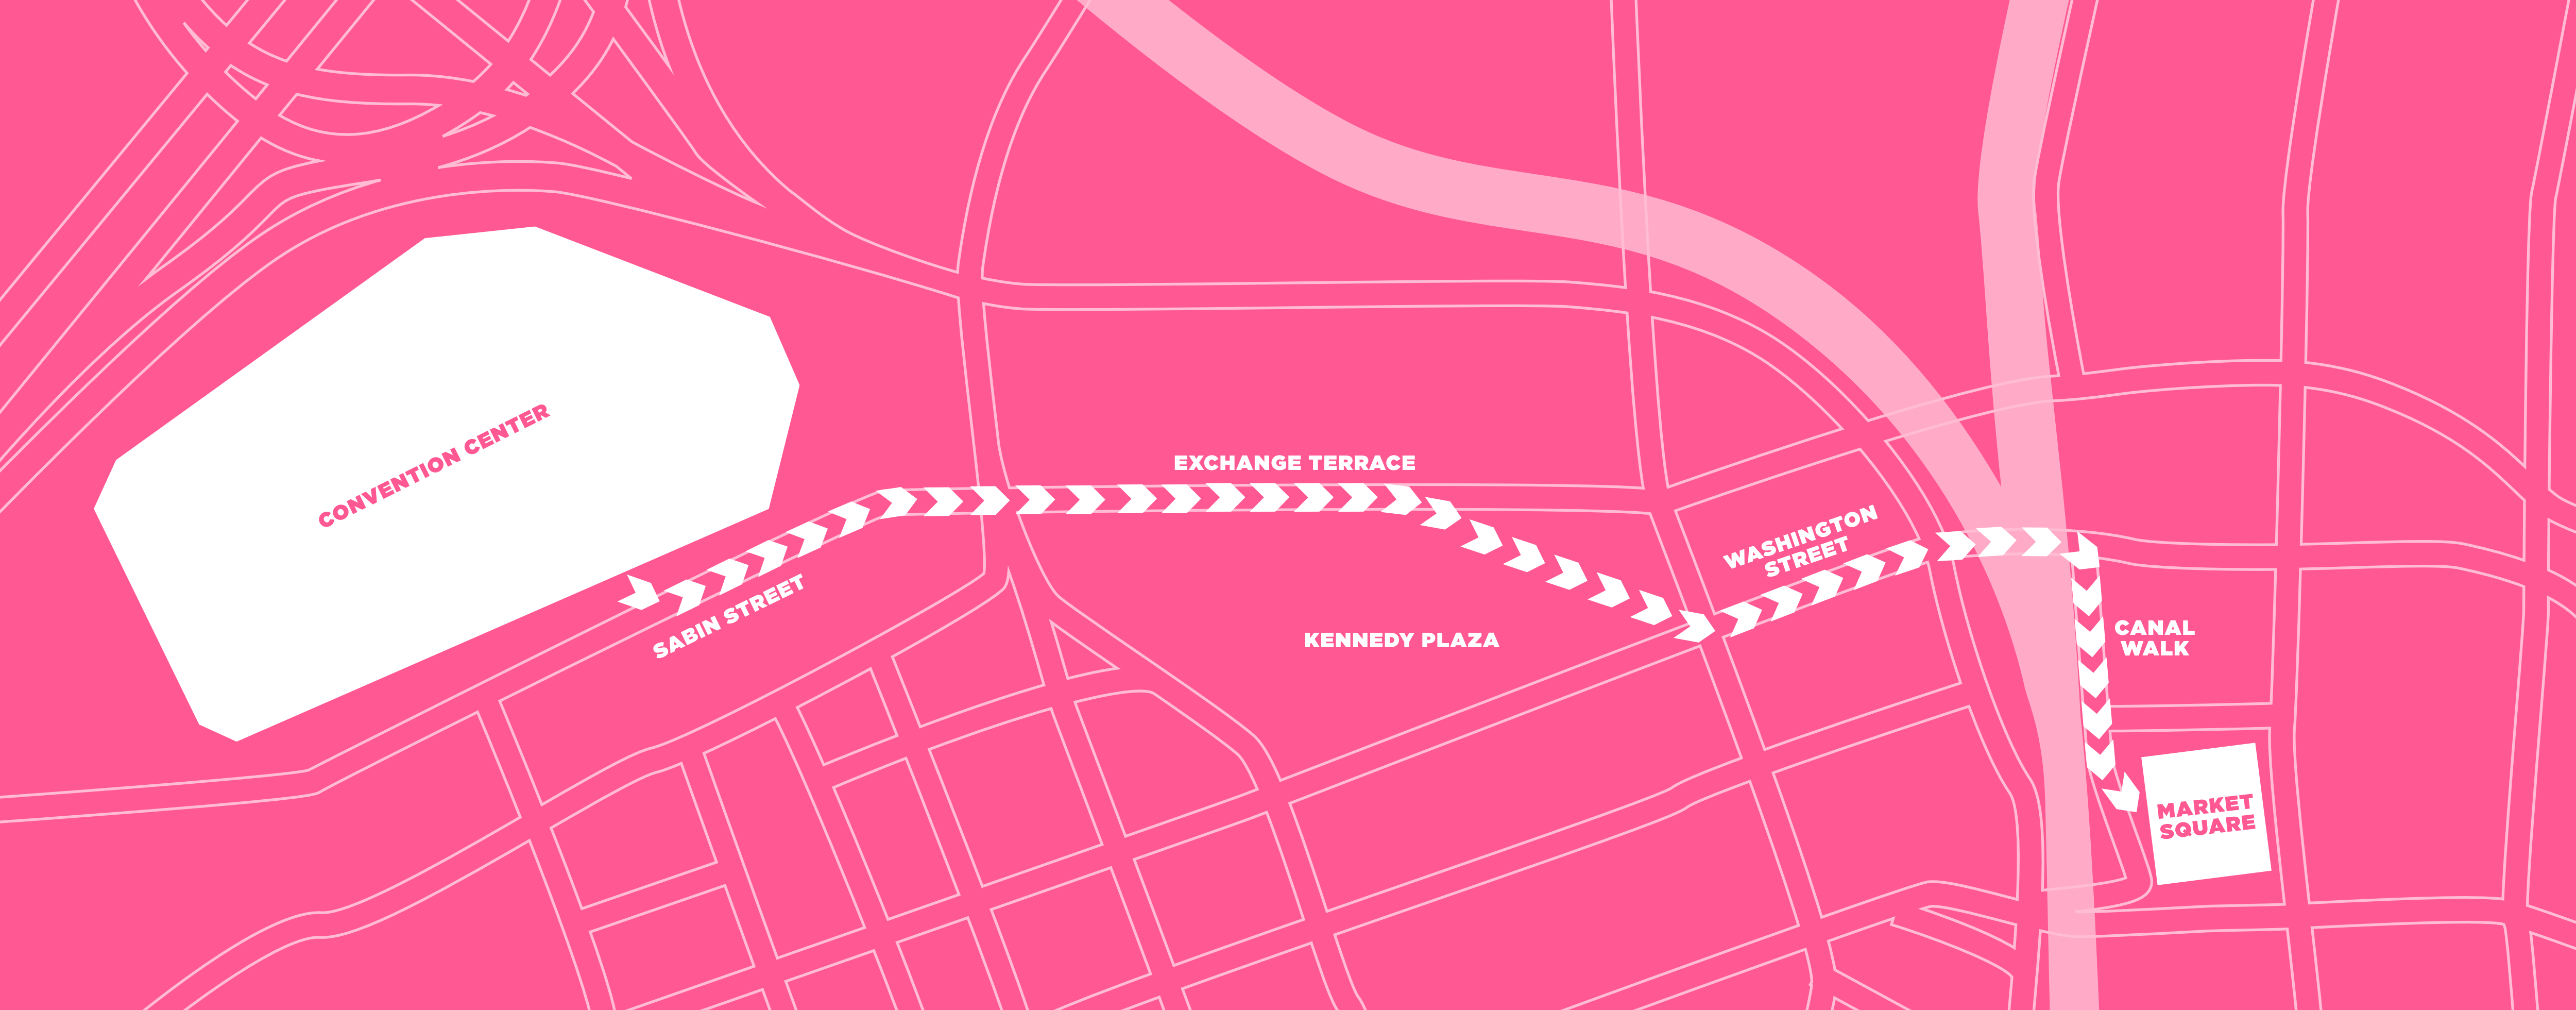 CONVENTION CENTER
SABIN STREET
EXCHANGE TERRACE
KENNEDY PLAZA
WASHINGTON
STREET
CANAL
WALK
MARKET
SQUARE